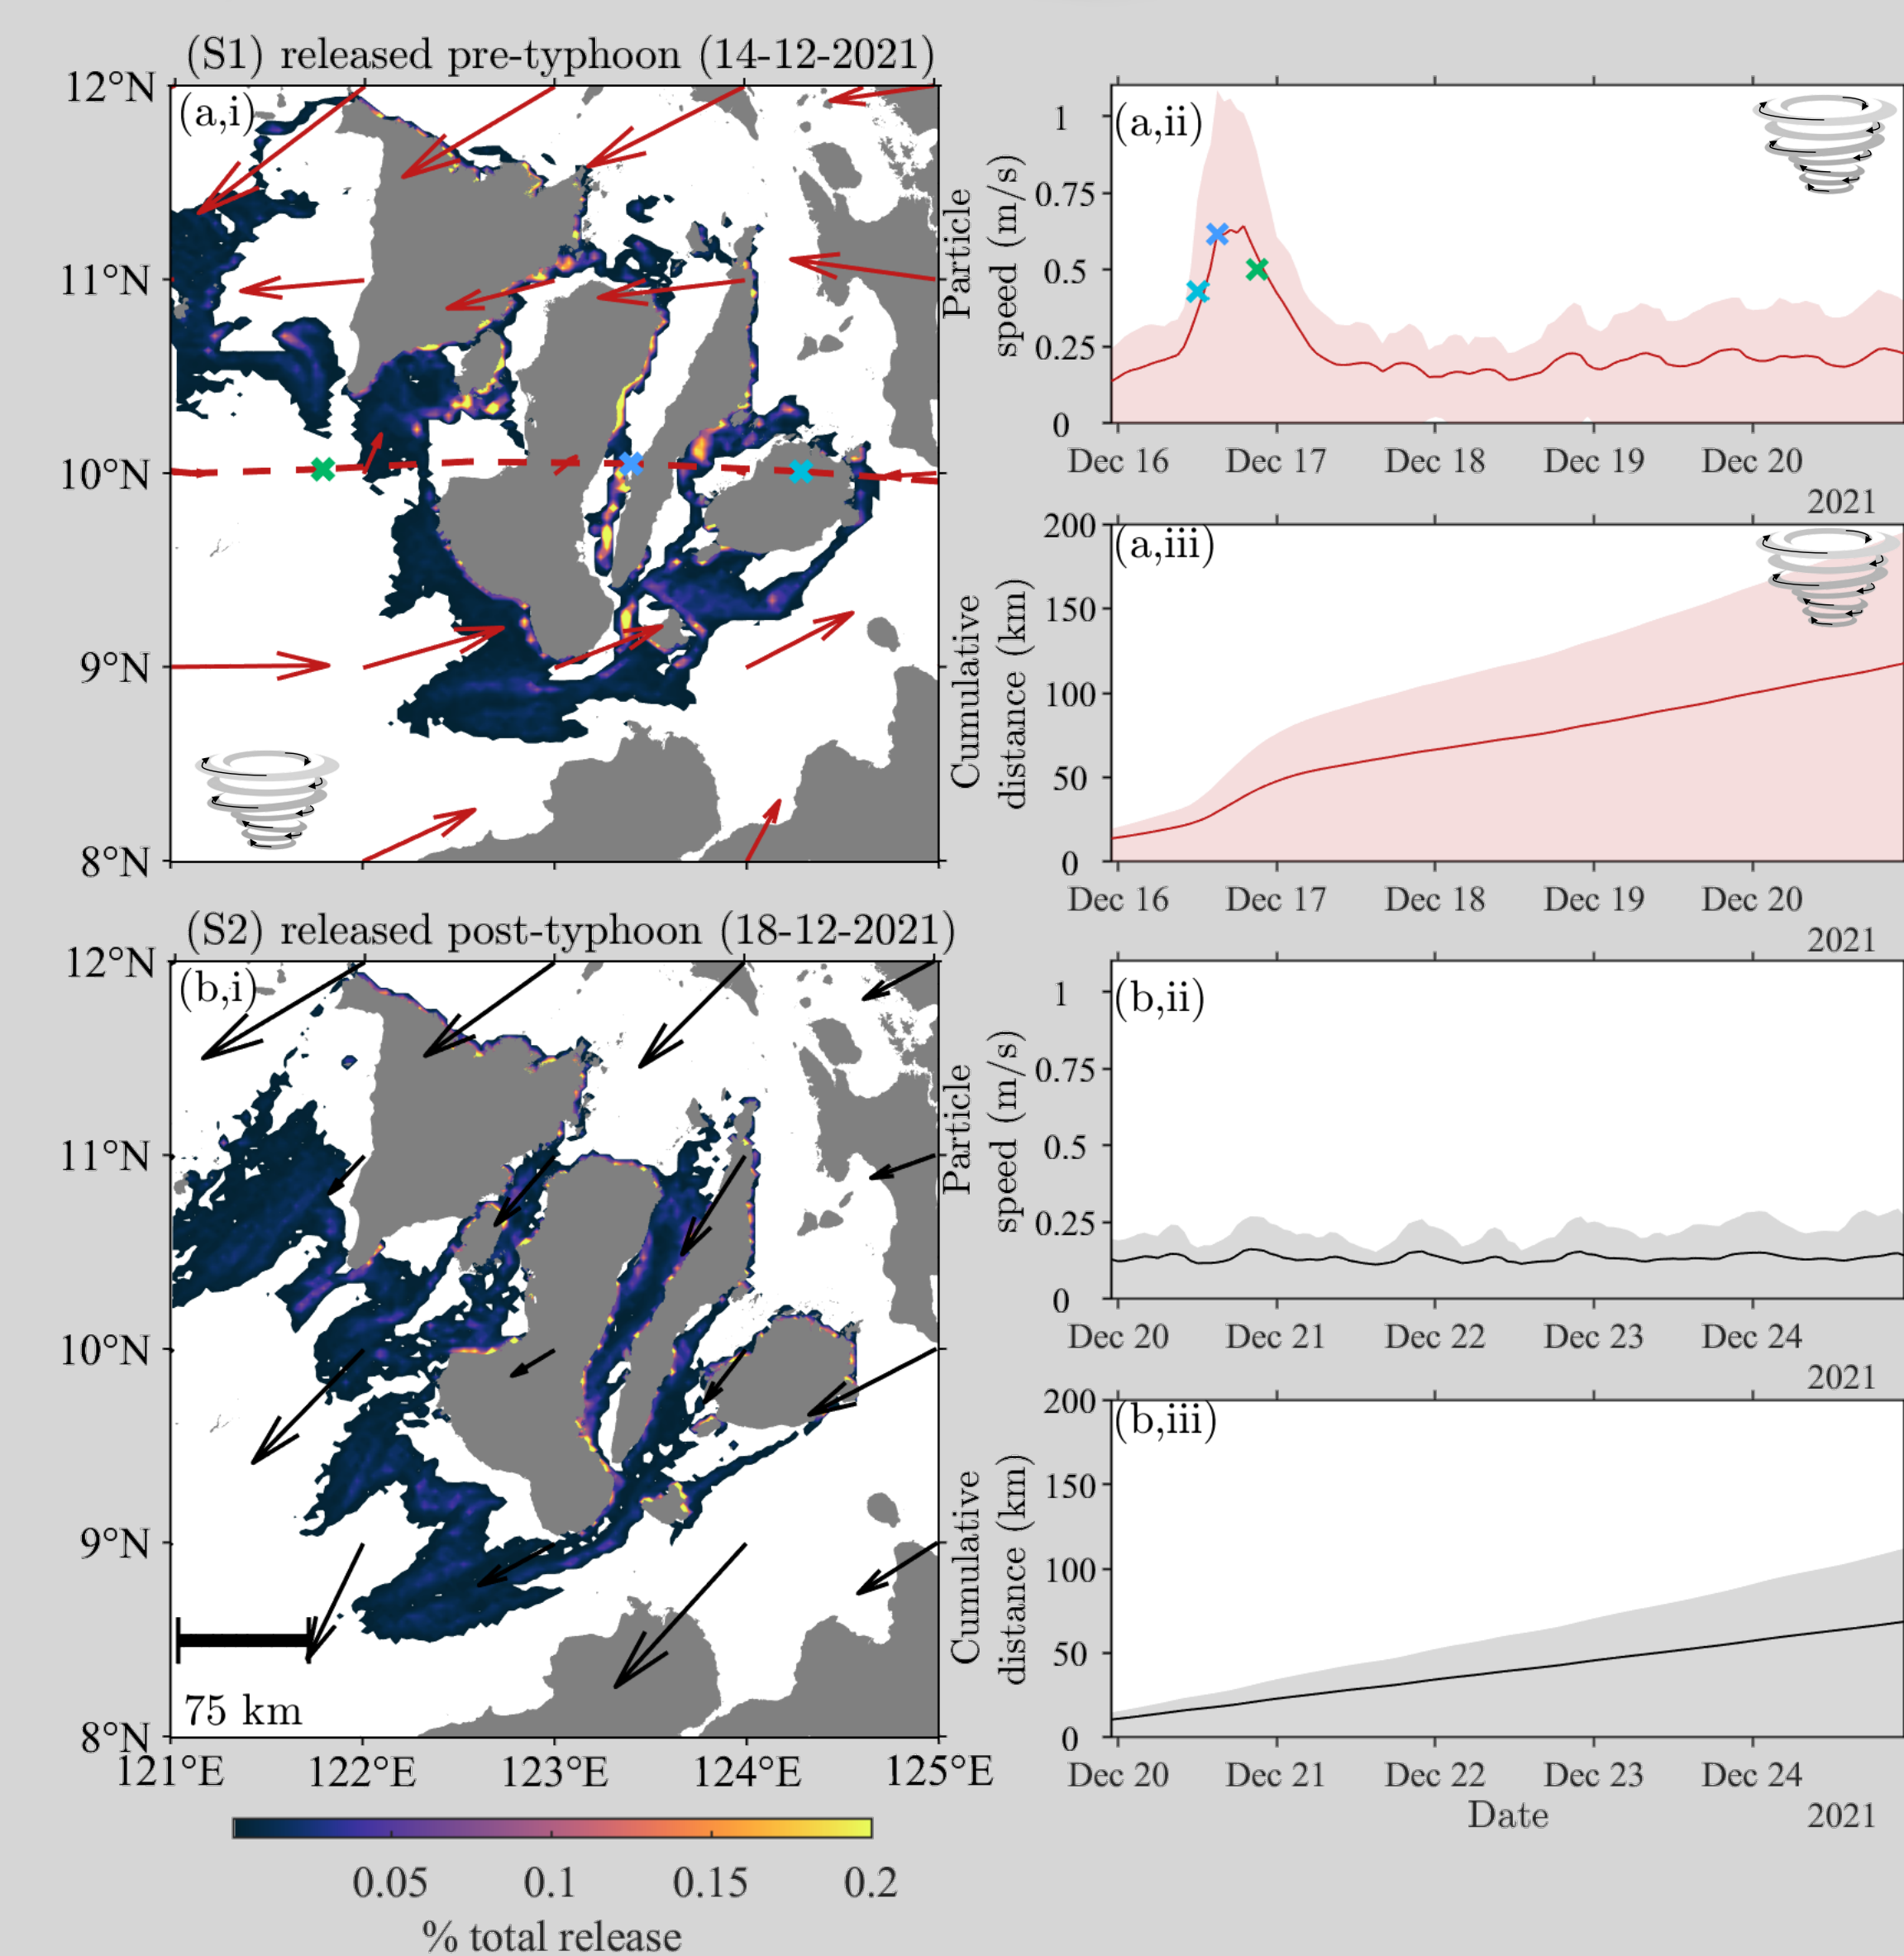 (S1) released pre-typhoon (14-12-2021)
(a,i)
12°N
11°N
10°N
9°N
8°N
(a,ii)
Particle
speed (m/s)
1
0.75
0.5
0.25
0
Dec 16 Dec 17 Dec 18 Dec 19 Dec 20
2021
(a,iii)
Cumulative
distance (km)
200
150
100
50
0
Dec 16 Dec 17 Dec 18 Dec 19 Dec 20
2021
(S2) released post-typhoon (18-12-2021)
(b,i)
12°N
11°N
10°N
9°N
8°N
75 km
121°E 122°E 123°E 124°E 125°E
(b,ii)
Particle
speed (m/s)
1
0.75
0.5
0.25
0
Dec 20 Dec 21 Dec 22 Dec 23 Dec 24
2021
(b,iii)
Cumulative
distance (km)
200
150
100
50
0
Dec 20 Dec 21 Dec 22 Dec 23 Dec 24
Date 2021
0.05 0.1 0.15 0.2
% total release